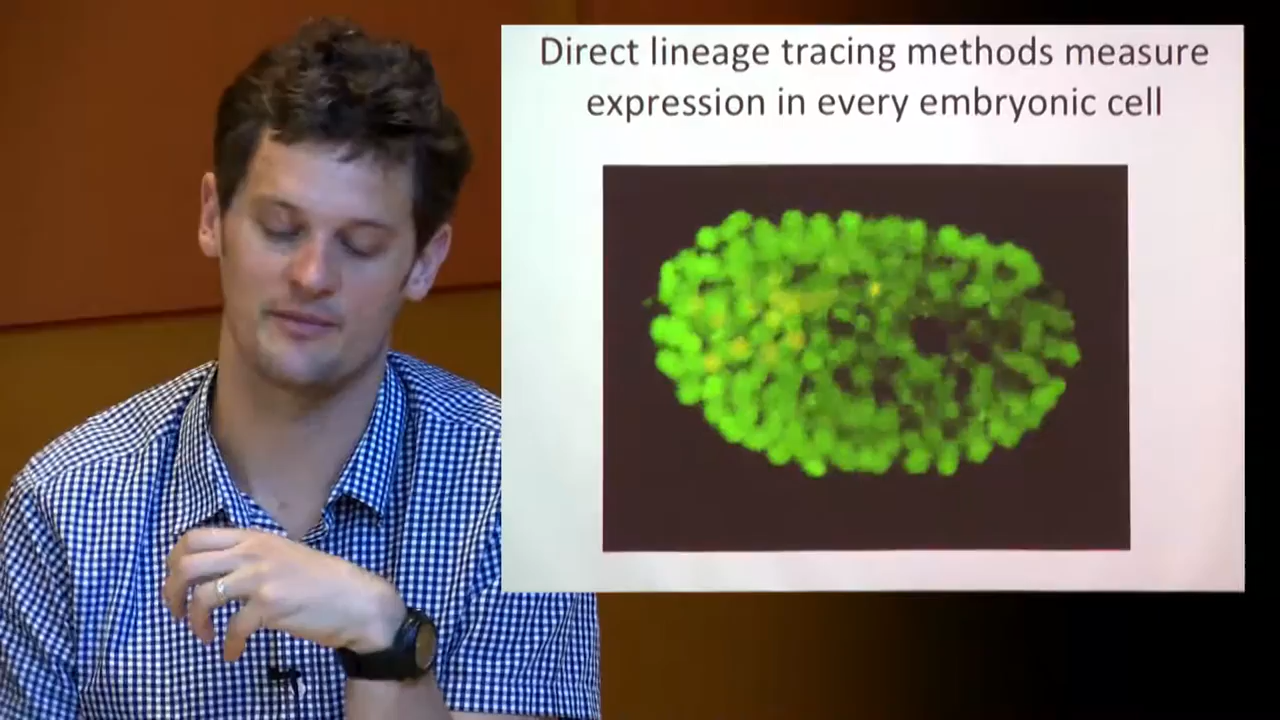 Direct lineage tracing methods measure
expression in every embryonic cell